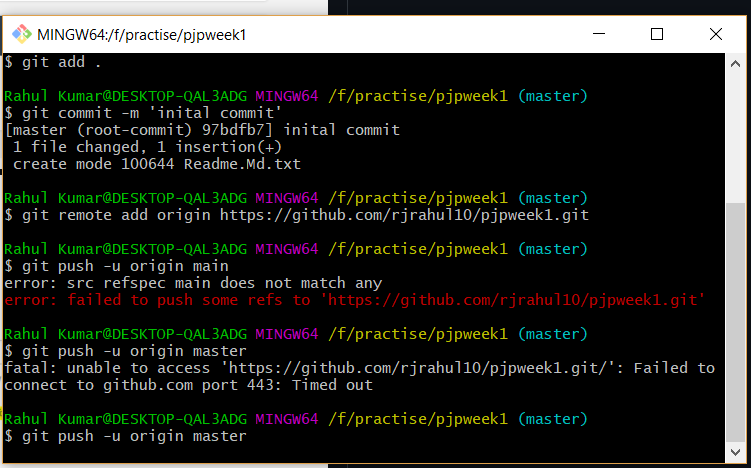 MINGW64:/f/practise/pjpweek1
$ git add .
Rahul Kumar@DESKTOP-QAL3ADG MINGW64 /f/practise/pjpweek1 (master)
$ git commit -m 'inital commit'
[master (root-commit) 97bdfb7] inital commit
 1 file changed, 1 insertion(+)
 create mode 100644 Readme.Md.txt
Rahul Kumar@DESKTOP-QAL3ADG MINGW64 /f/practise/pjpweek1 (master)
$ git remote add origin https://github.com/rjrahul10/pjpweek1.git
Rahul Kumar@DESKTOP-QAL3ADG MINGW64 /f/practise/pjpweek1 (master)
$ git push -u origin main
error: src refspec main does not match any
error: failed to push some refs to 'https://github.com/rjrahul10/pjpweek1.git'
Rahul Kumar@DESKTOP-QAL3ADG MINGW64 /f/practise/pjpweek1 (master)
$ git push -u origin master
fatal: unable to access 'https://github.com/rjrahul10/pjpweek1.git/': Failed to
connect to github.com port 443: Timed out
Rahul Kumar@DESKTOP-QAL3ADG MINGW64 /f/practise/pjpweek1 (master)
$ git push -u origin master